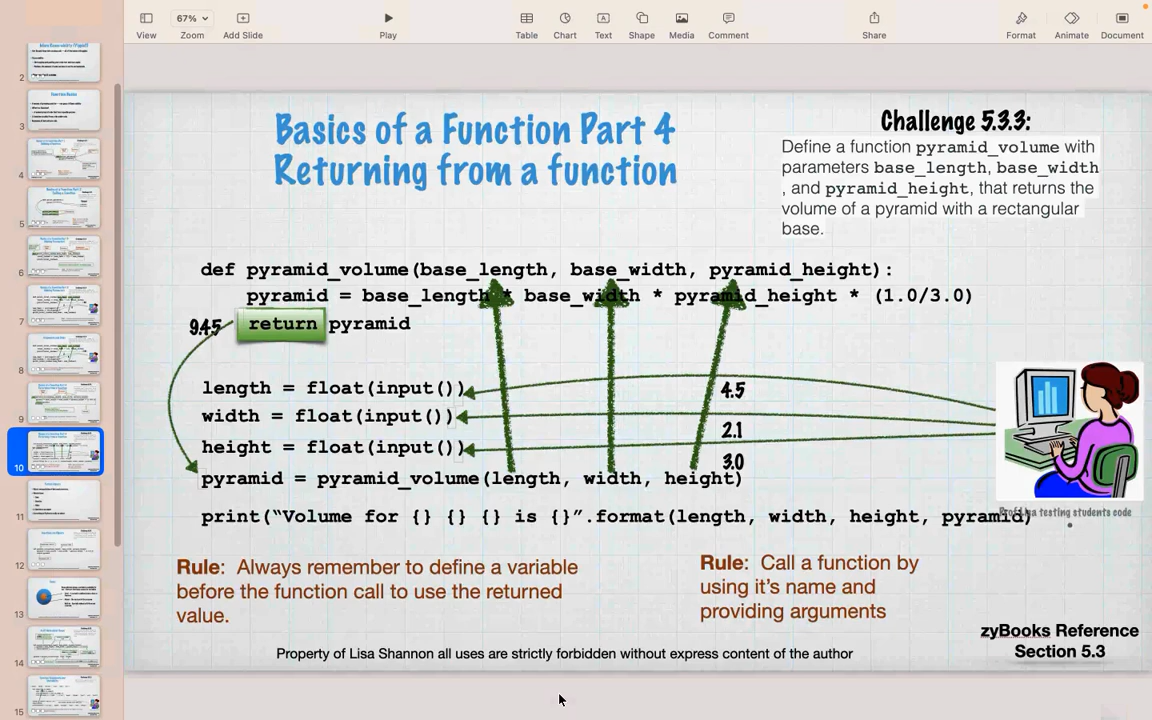 67%
View
Zoom
Add Slide
Play
Table
Chart
Text
Shape
Media
Comment
Share
Format
Animate
Document
2
3
4
5
6
7
8
9
10
11
12
13
14
15
Basics of a Function Part 4
Returning from a function
Challenge 5.3.3:
Define a function pyramid_volume with
parameters base_length, base_width
, and pyramid_height, that returns the
volume of a pyramid with a rectangular
base.
def pyramid_volume(base_length, base_width, pyramid_height):
pyramid = base_length * base_width * pyramid_height * (1.0/3.0)
9.45
return pyramid
length = float(input())
4.5
width = float(input())
2.1
height = float(input())
3.0
pyramid = pyramid_volume(length, width, height)
print(“Volume for {} {} {} is {}”.format(length, width, height, pyramid)
Prof Lisa testing students code
Rule: Always remember to define a variable
before the function call to use the returned
value.
Rule: Call a function by
using it’s name and
providing arguments
zyBooks Reference
Section 5.3
Property of Lisa Shannon all uses are strictly forbidden without express content of the author